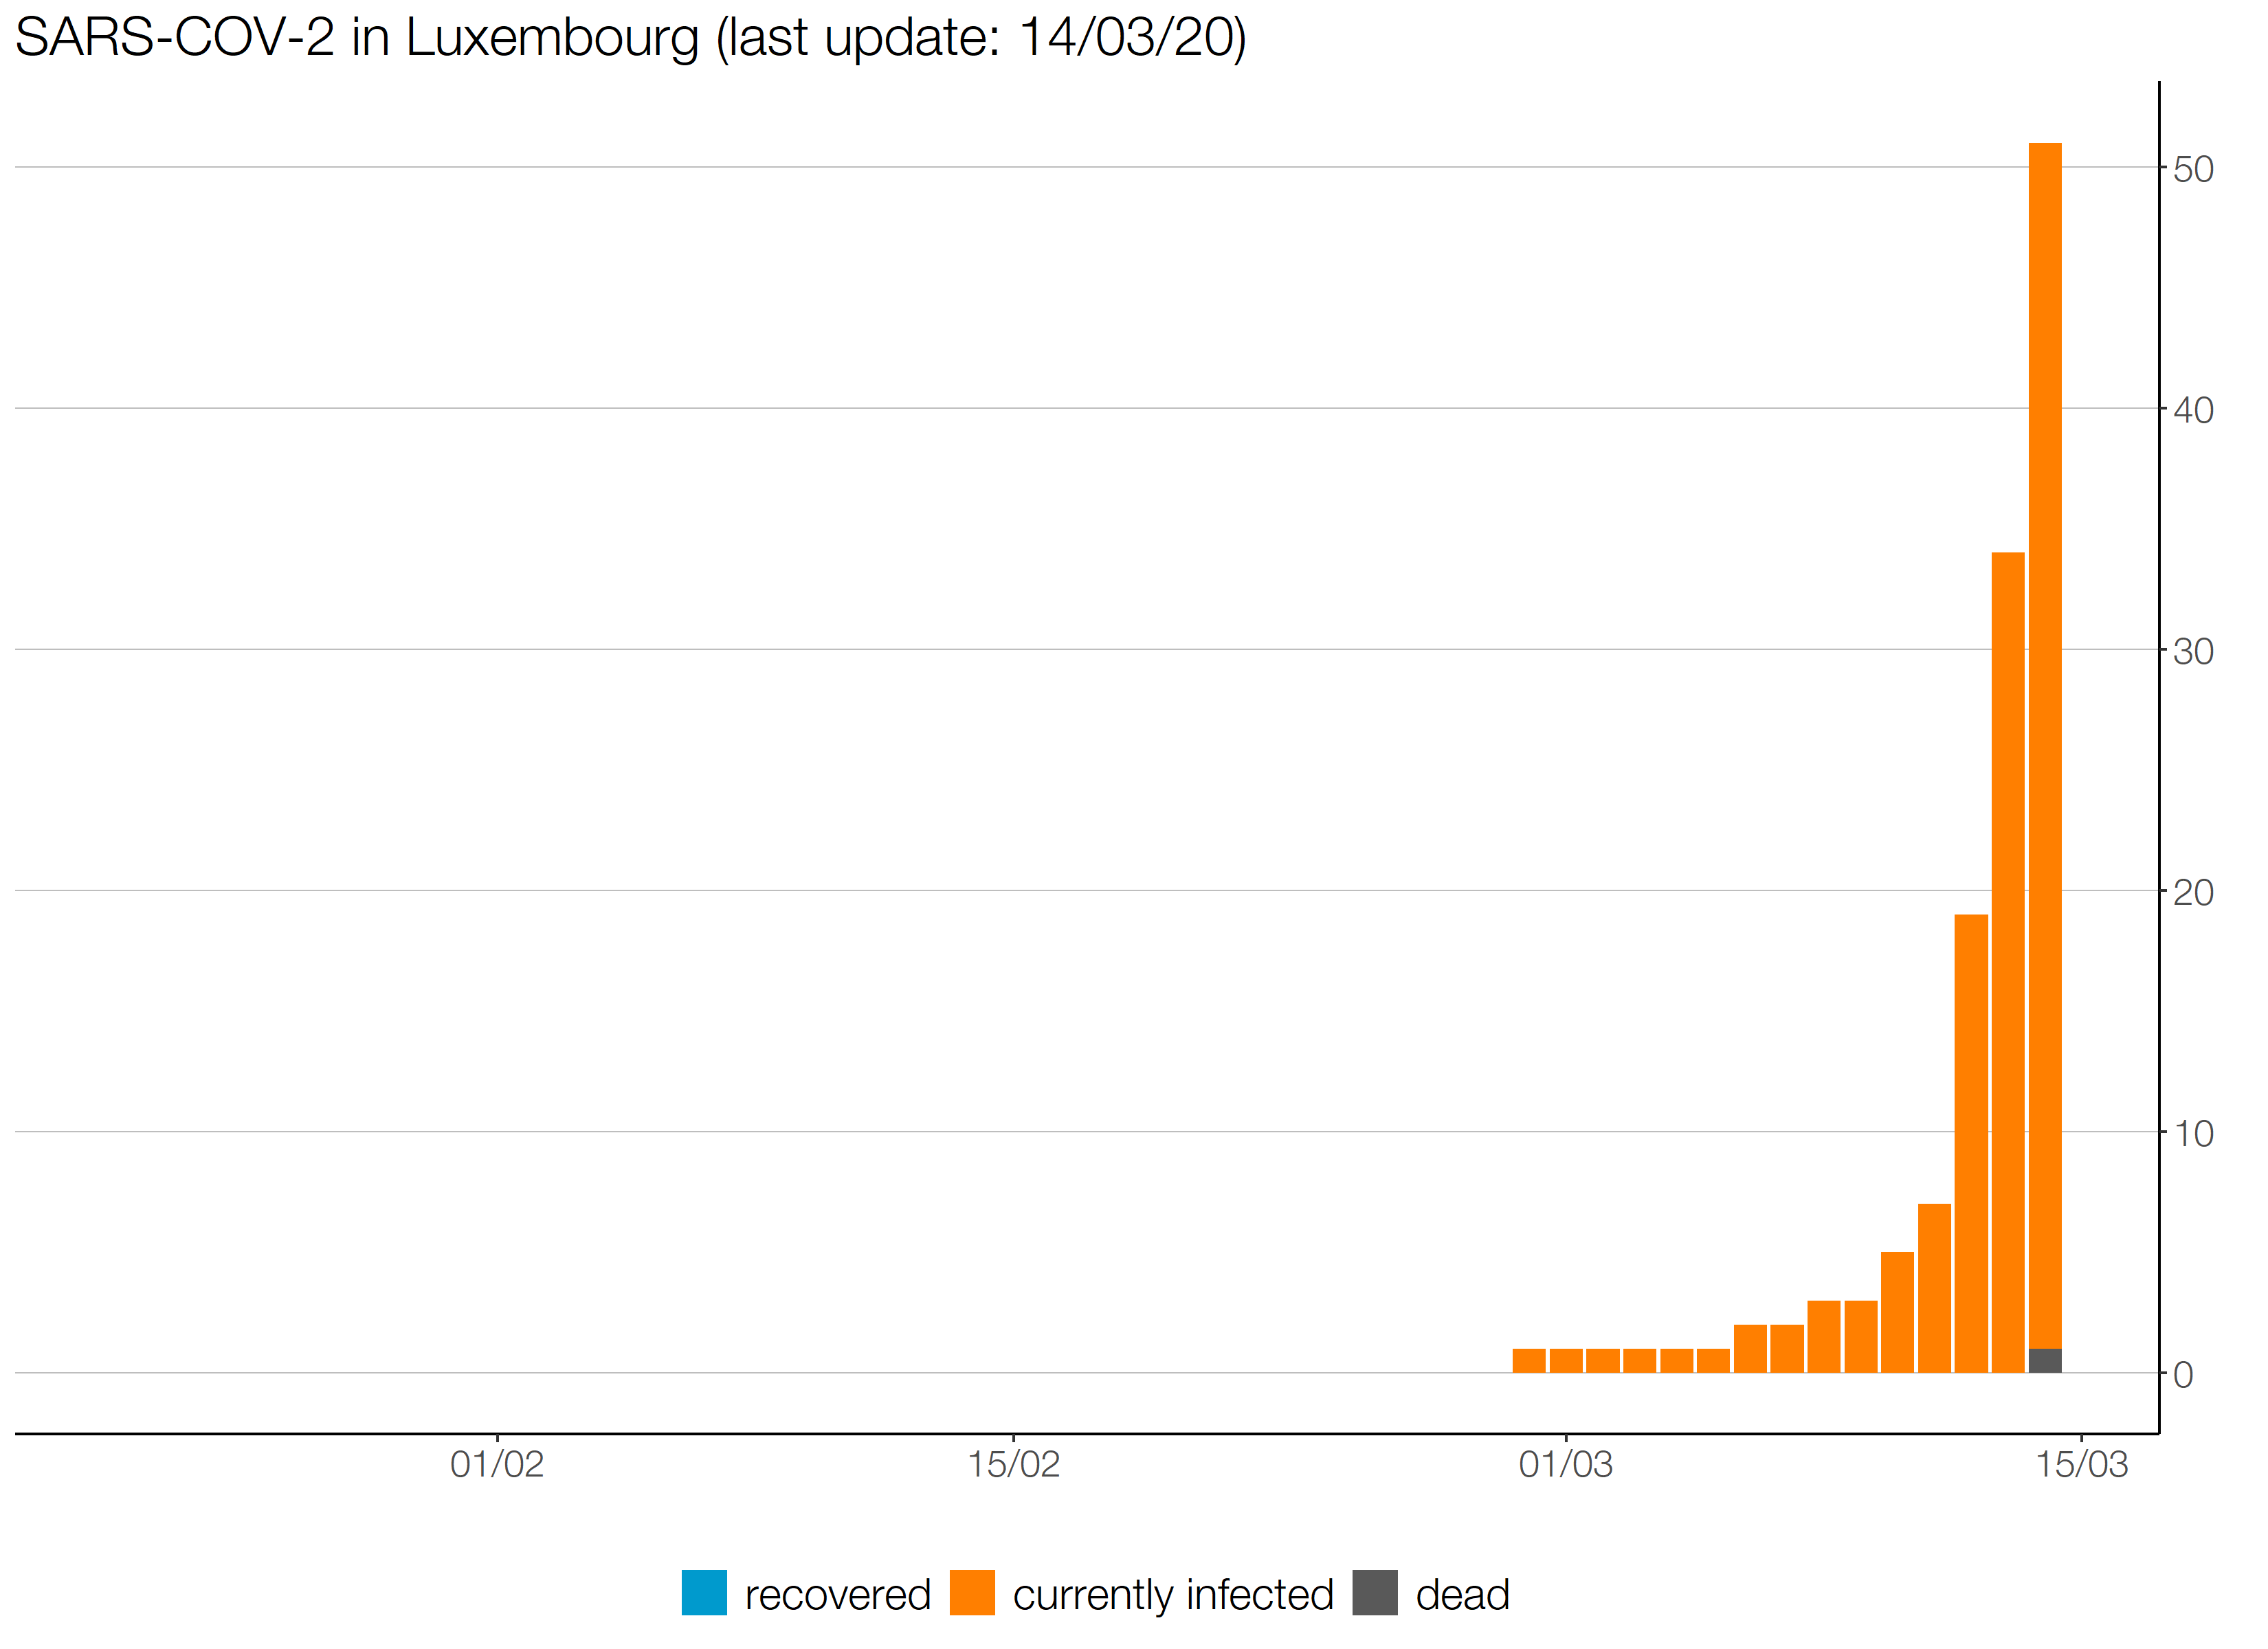 SARS-COV-2 in Luxembourg (last update: 14/03/20)
50
40
30
20
10
0
01/02 15/02 01/03 15/03
recovered currently infected dead